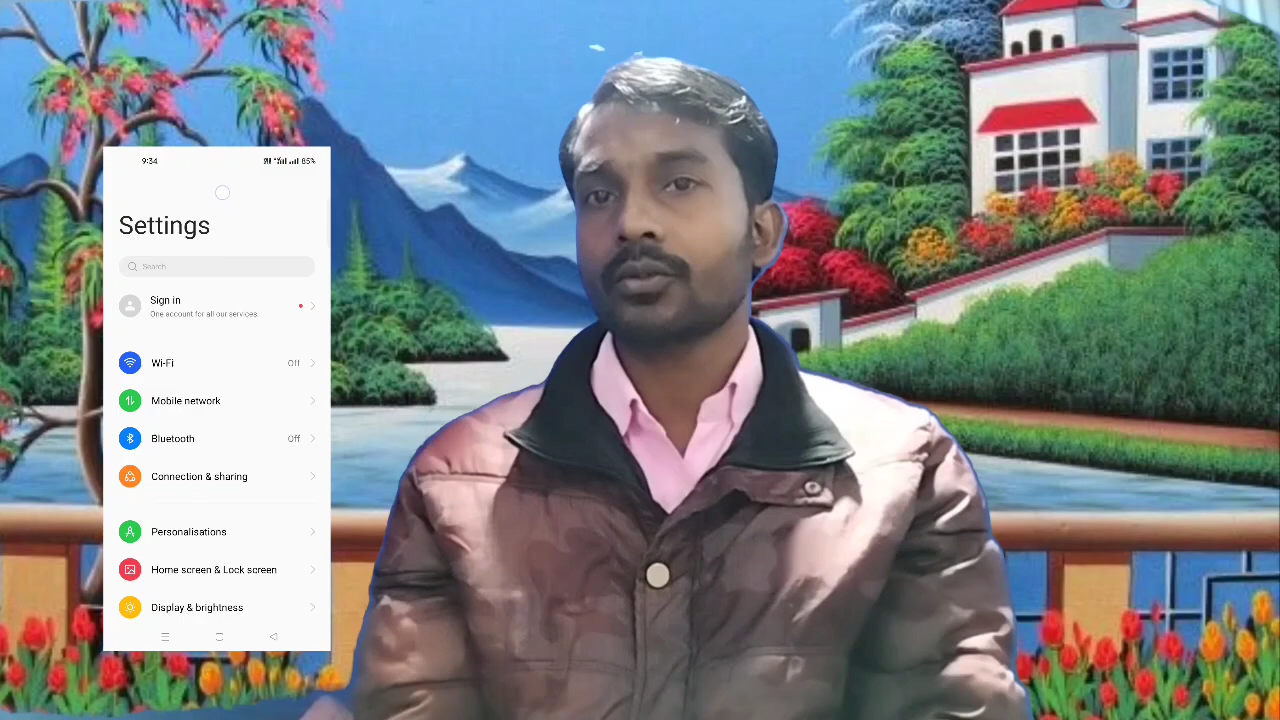 9:34
85%
Settings
Search
Sign in
One account for all our services.
Wi-Fi Off
Mobile network
Bluetooth Off
Connection & sharing
Personalisations
Home screen & Lock screen
Display & brightness